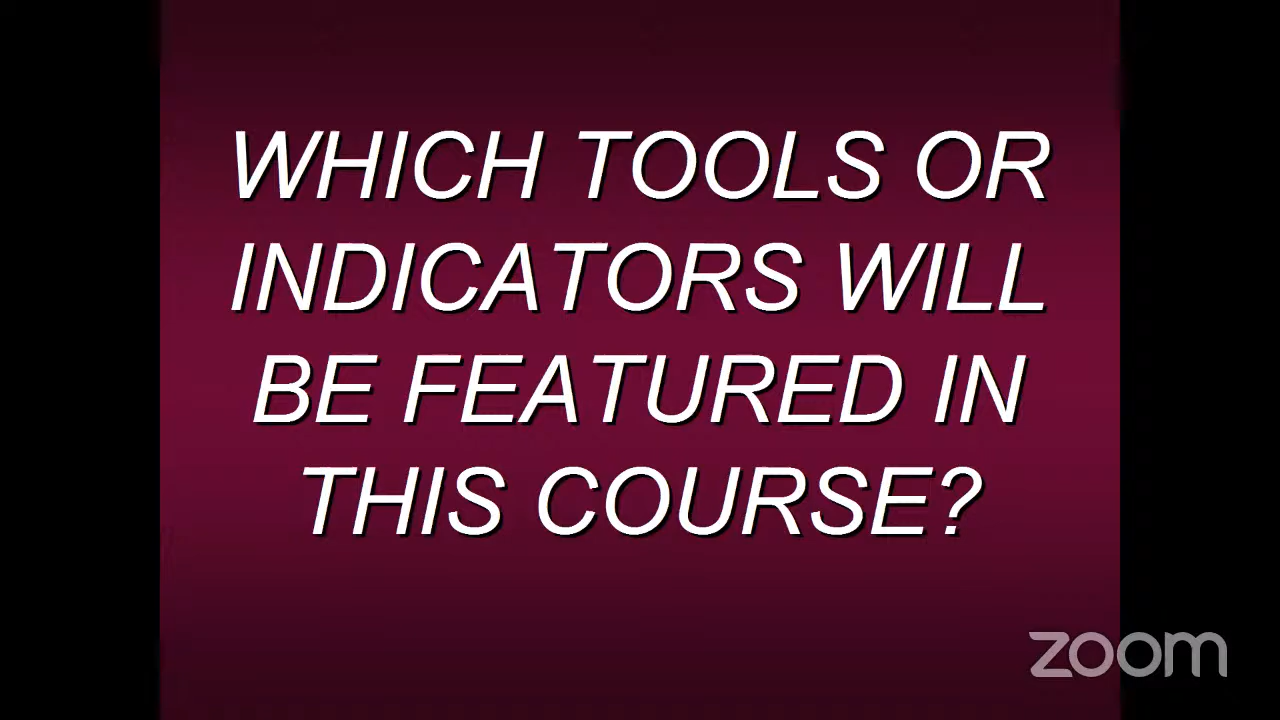 WHICH TOOLS OR
INDICATORS WILL
BE FEATURED IN
THIS COURSE?
zoom